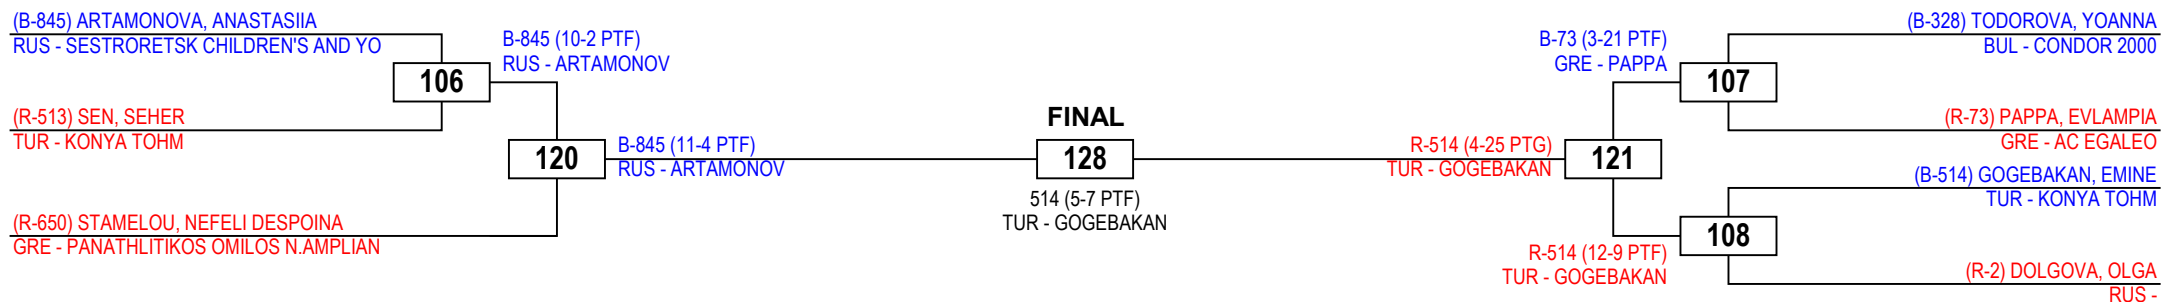 (B-845) ARTAMONOVA, ANASTASIIA
RUS - SESTRORETSK CHILDREN'S AND YO
B-845 (10-2 PTF)
RUS - ARTAMONOV
106
(R-513) SEN, SEHER
TUR - KONYA TOHM
120
B-845 (11-4 PTF)
RUS - ARTAMONOV
(R-650) STAMELOU, NEFELI DESPOINA
GRE - PANATHLITIKOS OMILOS N.AMPLIAN
FINAL
128
514 (5-7 PTF)
TUR - GOGEBAKAN
(B-328) TODOROVA, YOANNA
BUL - CONDOR 2000
B-73 (3-21 PTF)
GRE - PAPPA
107
(R-73) PAPPA, EVLAMPIA
GRE - AC EGALEO
R-514 (4-25 PTG)
TUR - GOGEBAKAN
121
(B-514) GOGEBAKAN, EMINE
TUR - KONYA TOHM
108
R-514 (12-9 PTF)
TUR - GOGEBAKAN
(R-2) DOLGOVA, OLGA
RUS -